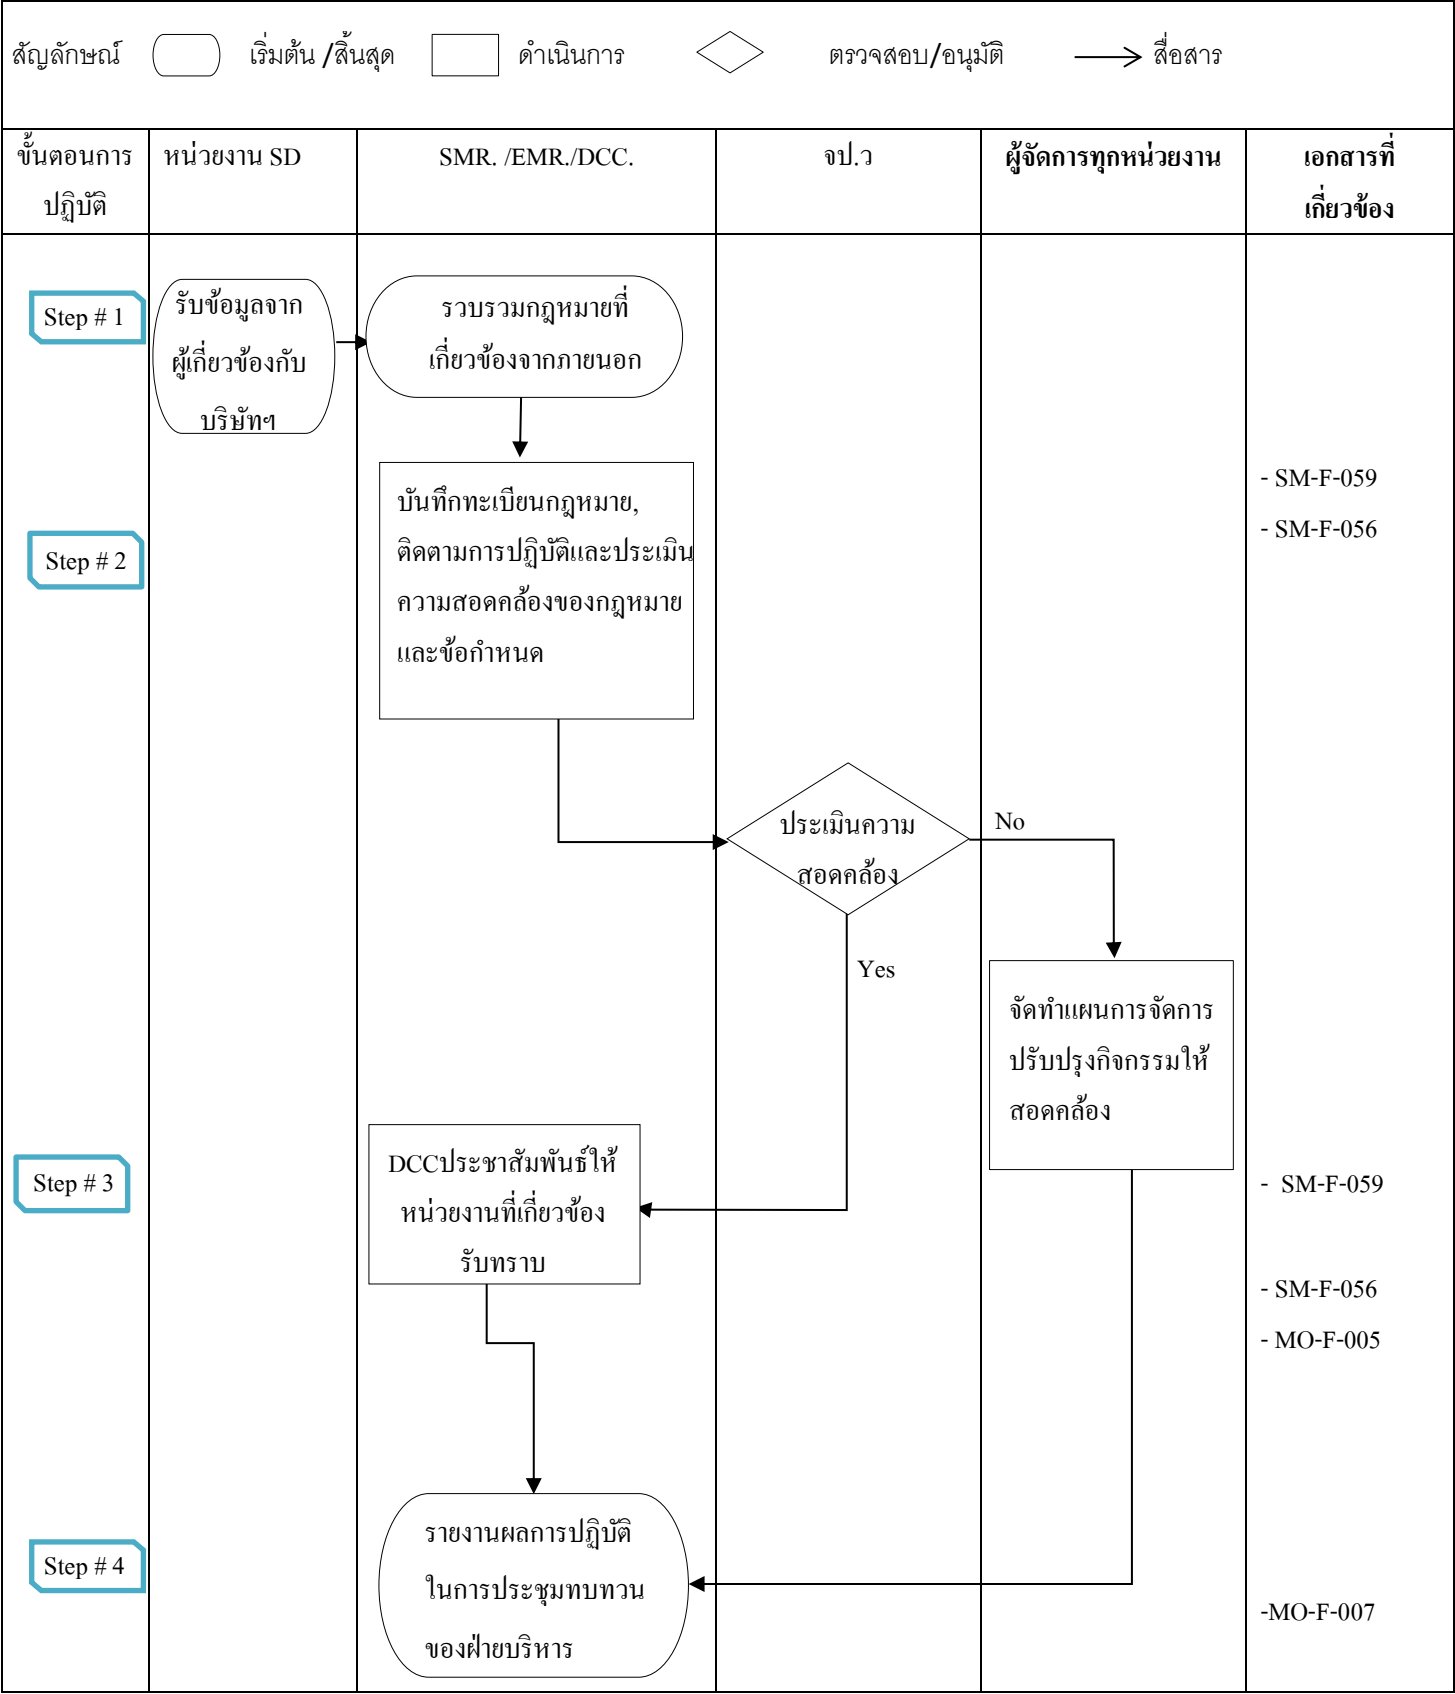 สัญลักษณ์ เริ่มต้น /สิ้นสุด ดำเนินการ ตรวจสอบ/อนุมัติ สื่อสาร
ขั้นตอนการ
ปฏิบัติ
หน่วยงาน SD
SMR. /EMR./DCC.
จป.ว
ผู้จัดการทุกหน่วยงาน
เอกสารที่
เกี่ยวข้อง
Step # 1
รับข้อมูลจาก
ผู้เกี่ยวข้องกับ
บริษัทฯ
รวบรวมกฎหมายที่
เกี่ยวข้องจากภายนอก
Step # 2
บันทึกทะเบียนกฎหมาย,
ติดตามการปฏิบัติและประเมิน
ความสอดคล้องของกฎหมาย
และข้อกำหนด
- SM-F-059
- SM-F-056
ประเมินความ
สอดคล้อง
No
Yes
จัดทำแผนการจัดการ
ปรับปรุงกิจกรรมให้
สอดคล้อง
Step # 3
DCCประชาสัมพันธ์ให้
หน่วยงานที่เกี่ยวข้อง
รับทราบ
- SM-F-059
- SM-F-056
- MO-F-005
Step # 4
รายงานผลการปฏิบัติ
ในการประชุมทบทวน
ของฝ่ายบริหาร
-MO-F-007